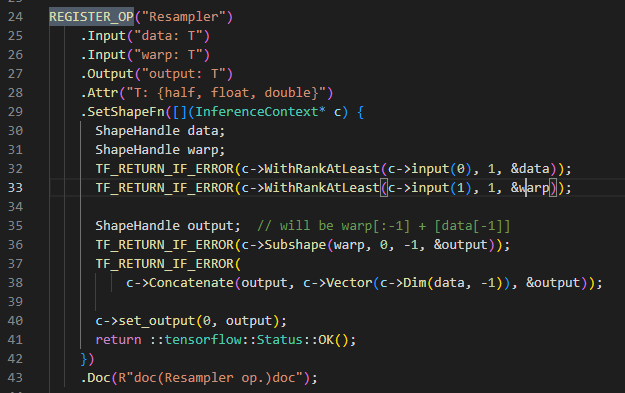 24 REGISTER_OP("Resampler")
25     .Input("data: T")
26     .Input("warp: T")
27     .Output("output: T")
28     .Attr("T: {half, float, double}")
29     .SetShapeFn([](InferenceContext* c) {
30       ShapeHandle data;
31       ShapeHandle warp;
32       TF_RETURN_IF_ERROR(c->WithRankAtLeast(c->input(0), 1, &data));
33       TF_RETURN_IF_ERROR(c->WithRankAtLeast(c->input(1), 1, &warp));
34
35       ShapeHandle output;  // will be warp[:-1] + [data[-1]]
36       TF_RETURN_IF_ERROR(c->Subshape(warp, 0, -1, &output));
37       TF_RETURN_IF_ERROR(
38           c->Concatenate(output, c->Vector(c->Dim(data, -1)), &output));
39
40       c->set_output(0, output);
41       return ::tensorflow::Status::OK();
42     })
43     .Doc(R"doc(Resampler op.)doc");